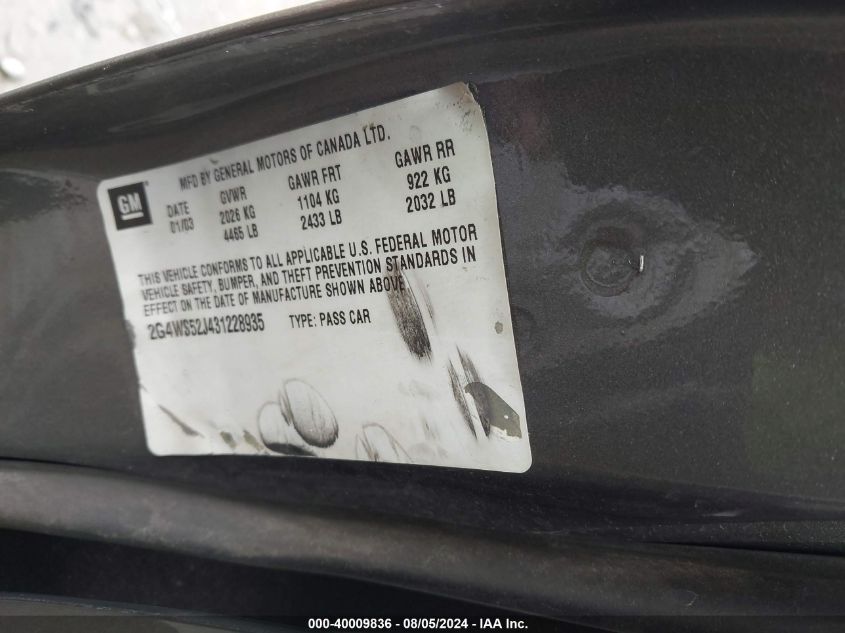 MFD BY GENERAL MOTORS OF CANADA LTD.
GM
DATE GVWR GAWR FRT GAWR RR
01/03 2026 KG 1104 KG 922 KG
4465 LB 2433 LB 2032 LB
THIS VEHICLE CONFORMS TO ALL APPLICABLE U.S. FEDERAL MOTOR
VEHICLE SAFETY, BUMPER, AND THEFT PREVENTION STANDARDS IN
EFFECT ON THE DATE OF MANUFACTURE SHOWN ABOVE
2G4WS52J431228935 TYPE: PASS CAR
000-40009836 - 08/05/2024 - IAA Inc.